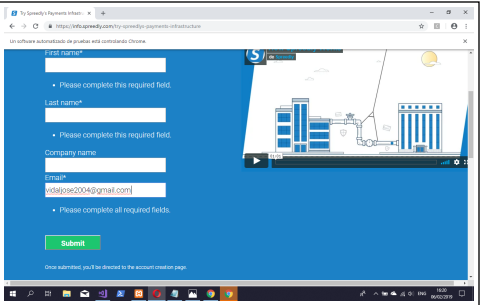 Try Spreedly's Payments Infrastr
https://info.spreedly.com/try-spreedlys-payments-infrastructure
Un software automatizado de pruebas está controlando Chrome.
First name*
Please complete this required field.
Last name*
Please complete this required field.
Company name
Email*
vidaljose2004@gmail.com
Please complete all required fields.
Submit
Once submitted, you'll be directed to the account creation page.
ENG
16:20
06/02/2019